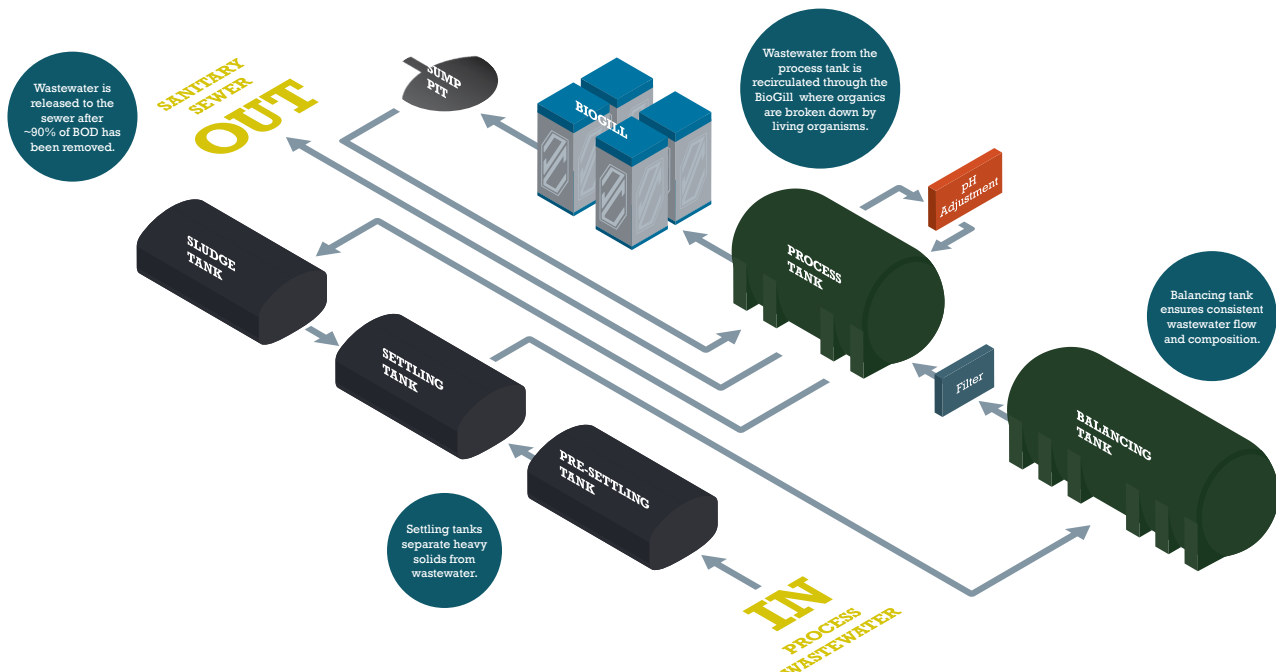 Wastewater is
released to the
sewer after
~90% of BOD has
been removed.
SANITARY
SEWER
OUT
SUMP
PIT
BIOGILL
Wastewater from the
process tank is
recirculated through the
BioGill where organics
are broken down by
living organisms.
pH
Adjustment
PROCESS
TANK
SLUDGE
TANK
Balancing tank
ensures consistent
wastewater flow
and composition.
SETTLING
TANK
Filter
BALANCING
TANK
PRE-SETTLING
TANK
Settling tanks
separate heavy
solids from
wastewater.
IN
PROCESS
WASTEWATER